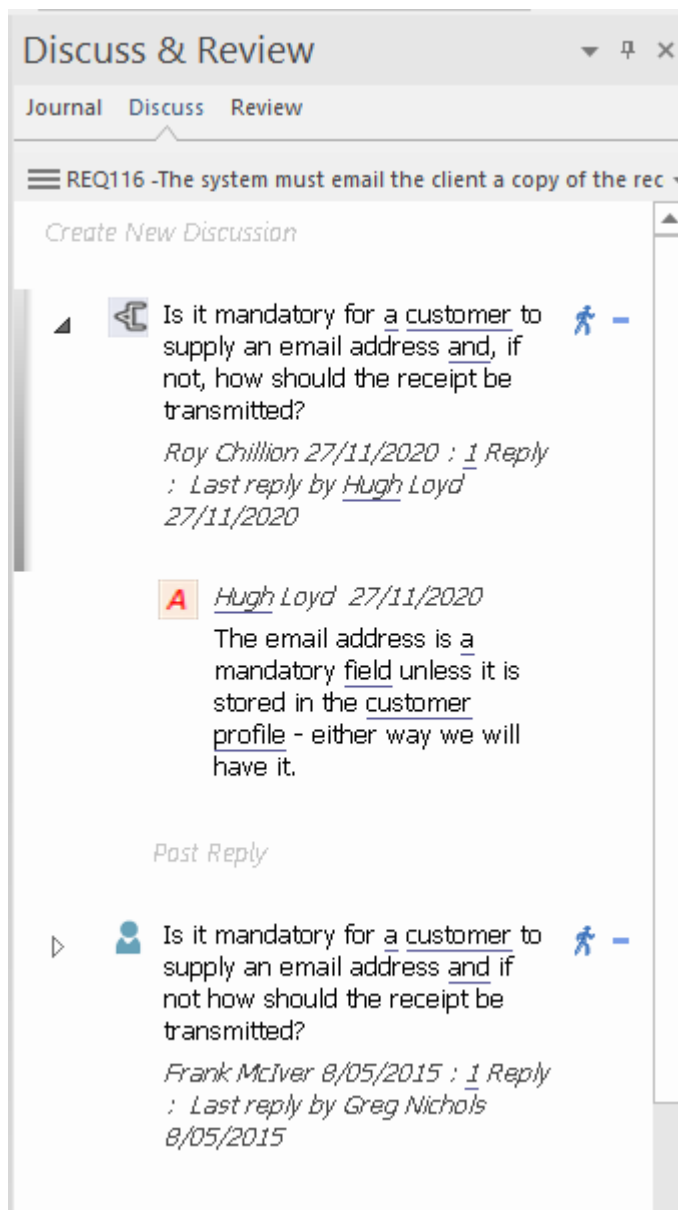 Discuss & Review
Journal Discuss Review
REQ116 -The system must email the client a copy of the rec
Create New Discussion
Is it mandatory for a customer to
supply an email address and, if
not, how should the receipt be
transmitted?
Roy Chillion 27/11/2020 : 1 Reply
: Last reply by Hugh Loyd
27/11/2020
A Hugh Loyd 27/11/2020
The email address is a
mandatory field unless it is
stored in the customer
profile - either way we will
have it.
Post Reply
Is it mandatory for a customer to
supply an email address and if
not how should the receipt be
transmitted?
Frank McIver 8/05/2015 : 1 Reply
: Last reply by Greg Nichols
8/05/2015